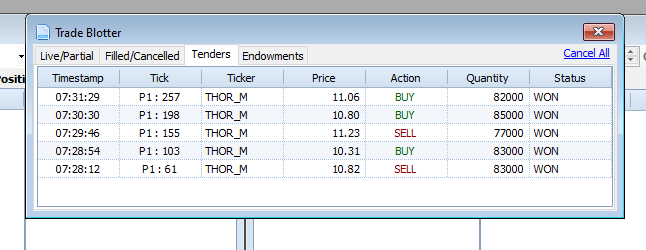 Trade Blotter
Live/Partial Filled/Cancelled Tenders Endowments Cancel All
Timestamp Tick Ticker Price Action Quantity Status
07:31:29 P1 : 257 THOR_M 11.06 BUY 82000 WON
07:30:30 P1 : 198 THOR_M 10.80 BUY 85000 WON
07:29:46 P1 : 155 THOR_M 11.23 SELL 77000 WON
07:28:54 P1 : 103 THOR_M 10.31 BUY 83000 WON
07:28:12 P1 : 61 THOR_M 10.82 SELL 83000 WON